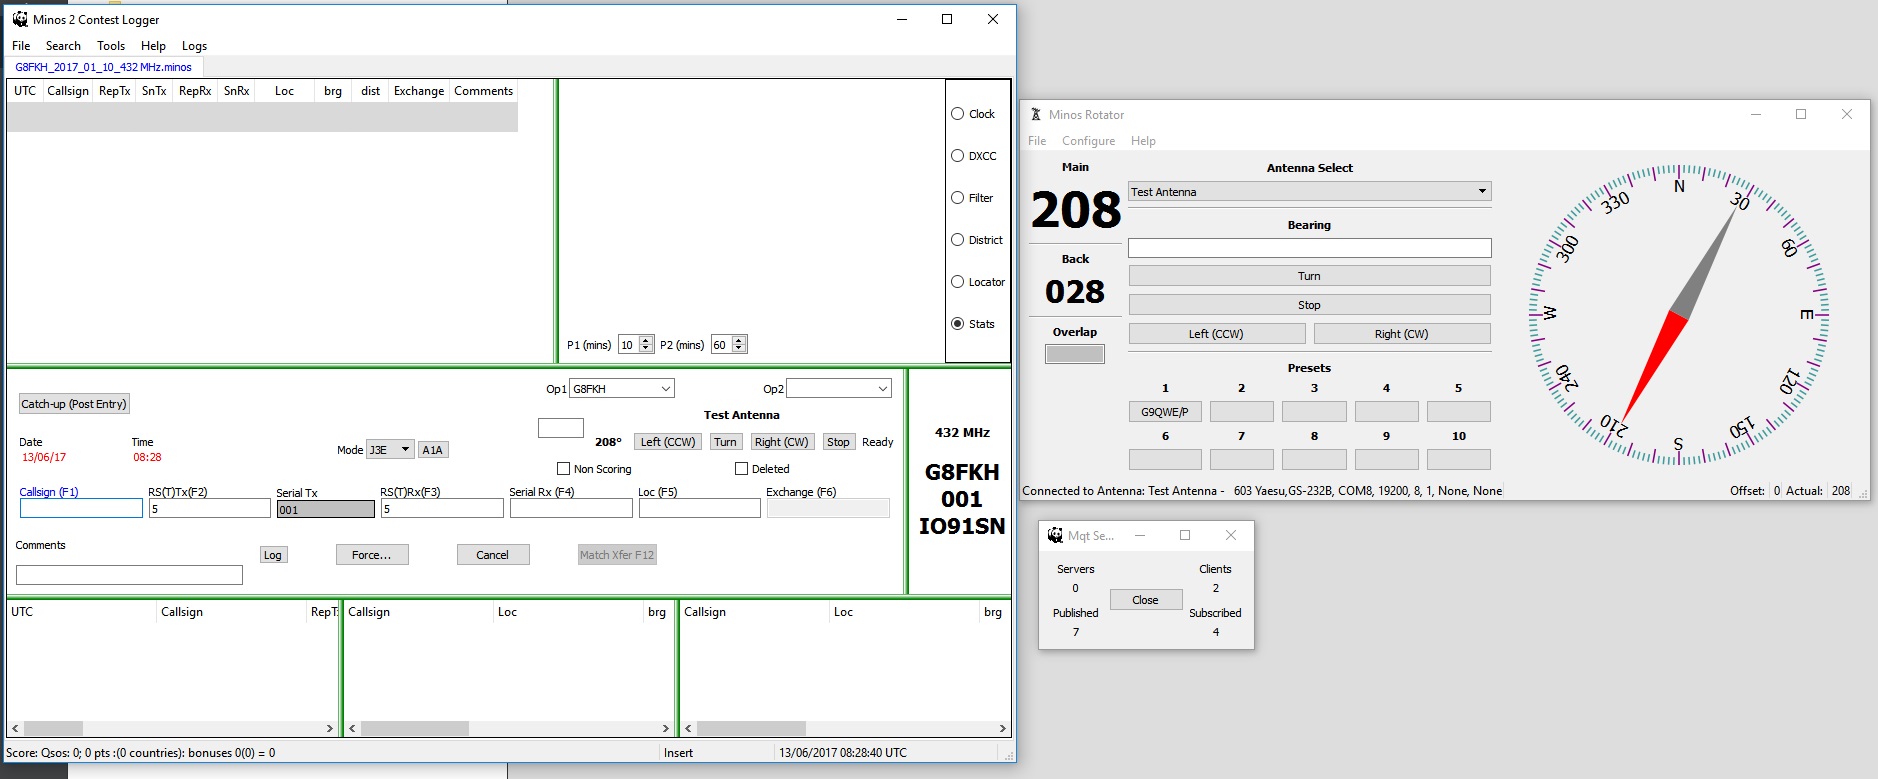 Minos 2 Contest Logger
File Search Tools Help Logs
G8FKH_2017_01_10_432 MHz.minos
UTC Callsign RepTx SnTx RepRx SnRx Loc brg dist Exchange Comments
Clock
DXCC
Filter
District
Locator
Stats
P1 (mins) 10 P2 (mins) 60
Op1 G8FKH Op2
Catch-up (Post Entry)
Test Antenna
Date Time
13/06/17 08:28
Mode J3E A1A
208° Left (CCW) Turn Right (CW) Stop Ready
Non Scoring Deleted
Callsign (F1) RS(T)Tx(F2) Serial Tx RS(T)Rx(F3) Serial Rx (F4) Loc (F5) Exchange (F6)
5 001 5
Comments
Log Force... Cancel Match Xfer F12
432 MHz
G8FKH
001
IO91SN
UTC Callsign RepT
Callsign Loc brg
Callsign Loc brg
Score: Qsos: 0; 0 pts :(0 countries): bonuses 0(0) = 0 Insert 13/06/2017 08:28:40 UTC
Minos Rotator
File Configure Help
Main
208
Back
028
Overlap
Antenna Select
Test Antenna
Bearing
Turn
Stop
Left (CCW) Right (CW)
Presets
1 2 3 4 5
G9QWE/P
6 7 8 9 10
N
30
60
E
120
150
S
210
240
W
300
330
Connected to Antenna: Test Antenna - 603 Yaesu,GS-232B, COM8, 19200, 8, 1, None, None Offset: 0 Actual: 208
Mqt Se...
Servers Clients
0 2
Close
Published Subscribed
7 4